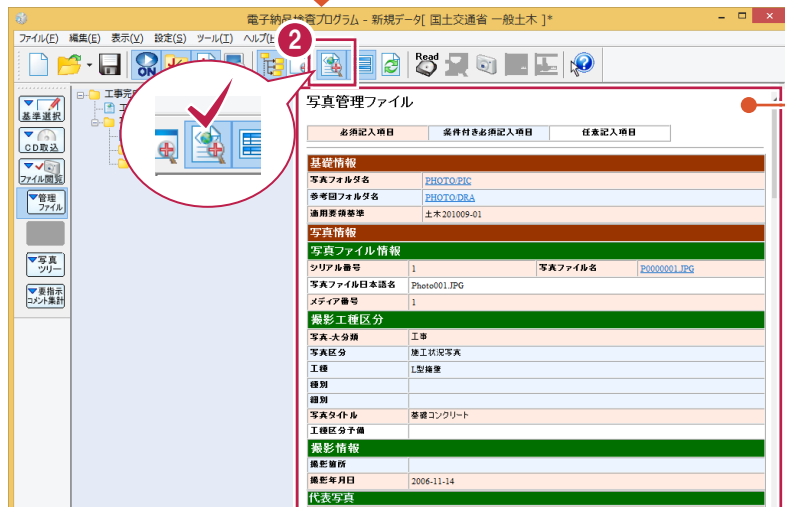 電子納品検査プログラム - 新規データ[ 国土交通省 一般土木 ]*
ファイル(F) 編集(E) 表示(V) 設定(S) ツール(T) ヘルプ(H
2
ON
Read
基準選択
CD取込
ファイル閲覧
管理
ファイル
写真
ツリー
要指示
コメント集計
工事完
写真管理ファイル
必須記入項目 条件付き必須記入項目 任意記入項目
基礎情報
写真フォルダ名 PHOTO/PIC
参考図フォルダ名 PHOTO/DRA
適用要領基準 土木201009-01
写真情報
写真ファイル情報
シリアル番号 1 写真ファイル名 P0000001.JPG
写真ファイル日本語名 Photo001.JPG
メディア番号 1
撮影工種区分
写真-大分類 工事
写真区分 施工状況写真
工種 L型擁壁
種別
細別
写真タイトル 基礎コンクリート
工種区分予備
撮影情報
撮影箇所
撮影年月日 2006-11-14
代表写真